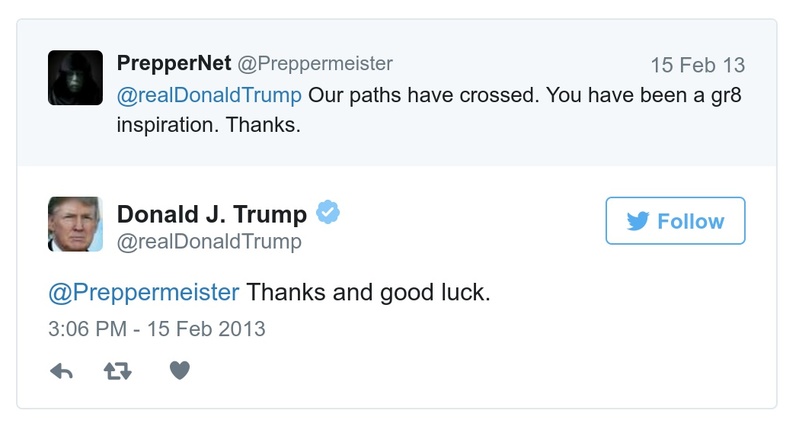 PrepperNet @Preppermeister 15 Feb 13
@realDonaldTrump Our paths have crossed. You have been a gr8
inspiration. Thanks.
Donald J. Trump
@realDonaldTrump
Follow
@Preppermeister Thanks and good luck.
3:06 PM - 15 Feb 2013